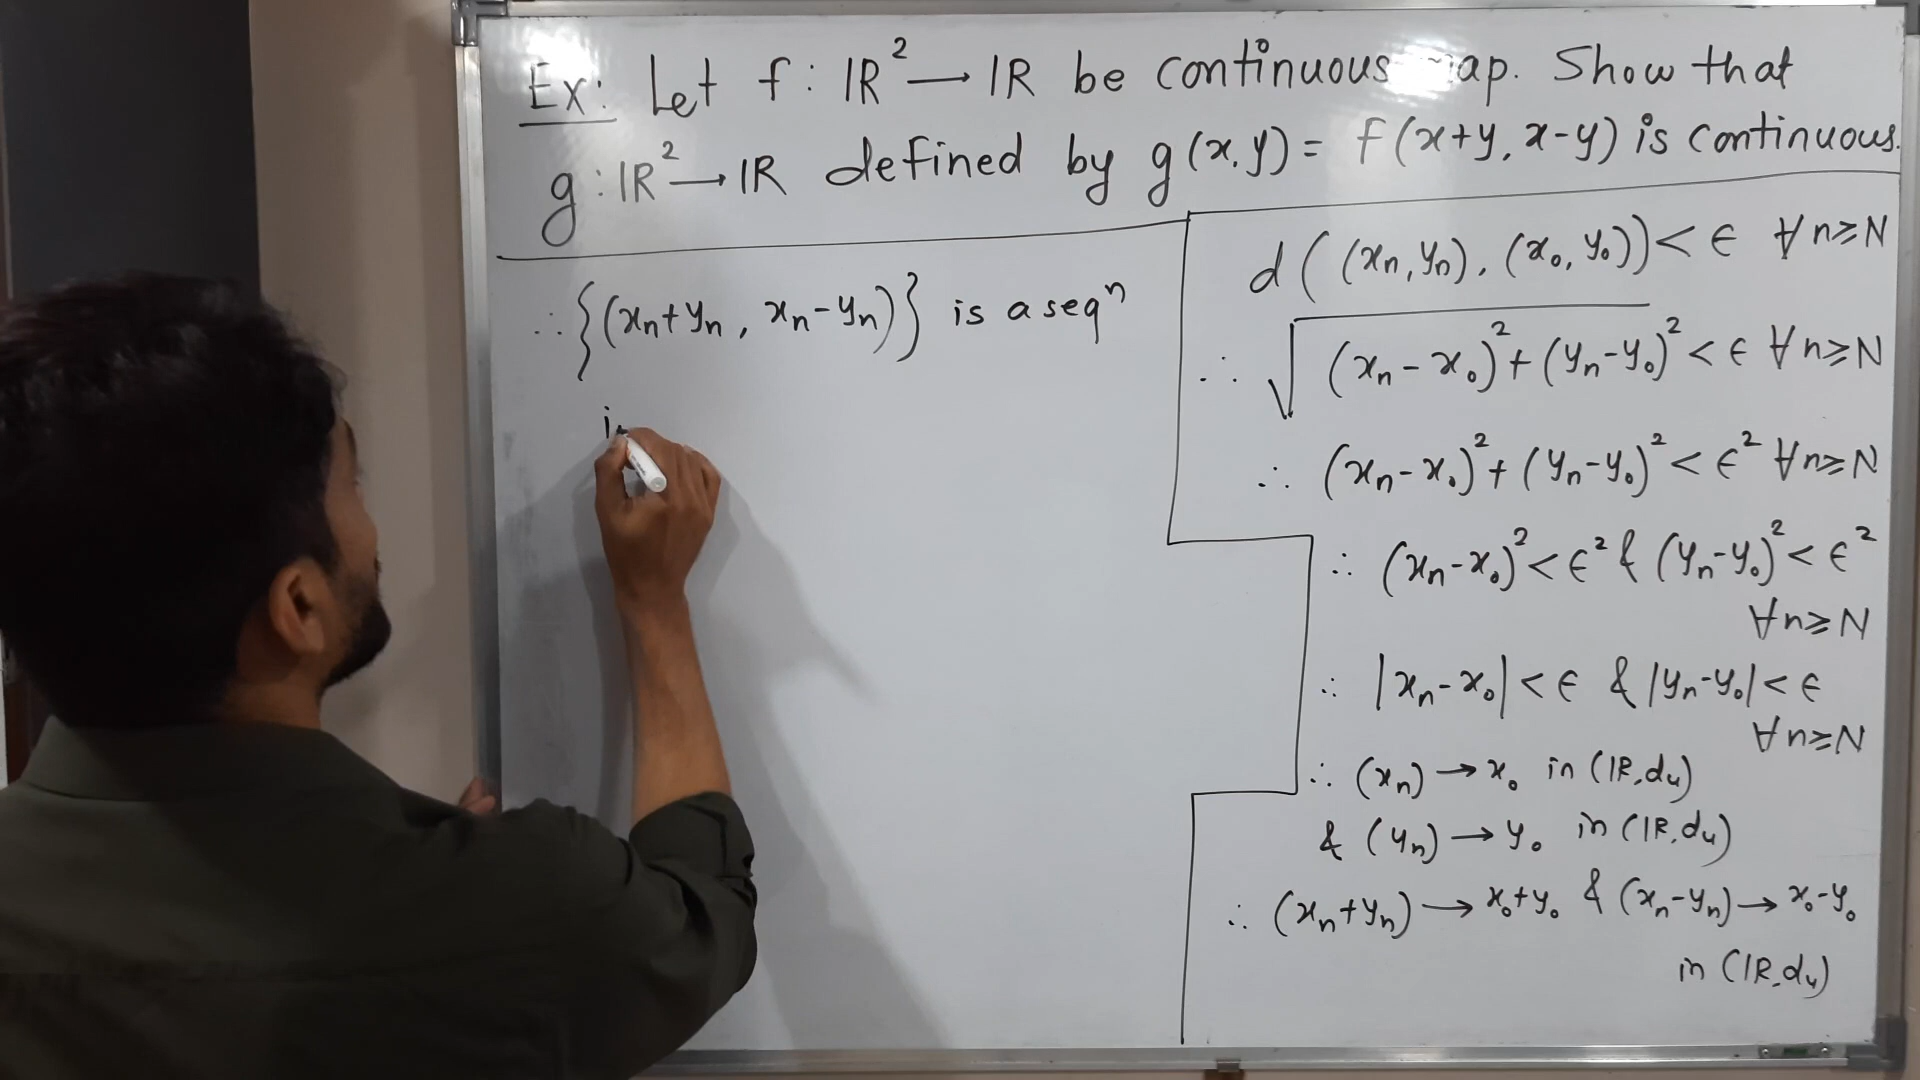 Ex: Let f : IR² → IR be continuous map. Show that
g : IR² → IR defined by g(x,y) = f(x+y, x-y) is continuous.
∴ {(xₙ+yₙ, xₙ-yₙ)} is a seqⁿ
in
d((xₙ,yₙ), (x₀,y₀)) < ϵ ∀n≥N
∴ √((xₙ-x₀)²+(yₙ-y₀)²) < ϵ ∀n≥N
∴ (xₙ-x₀)²+(yₙ-y₀)² < ϵ² ∀n≥N
∴ (xₙ-x₀)² < ϵ² & (yₙ-y₀)² < ϵ²
∀n≥N
∴ |xₙ-x₀| < ϵ & |yₙ-y₀| < ϵ
∀n≥N
∴ (xₙ) → x₀ in (IR,dᵤ)
& (yₙ) → y₀ in (IR,dᵤ)
∴ (xₙ+yₙ) → x₀+y₀ & (xₙ-yₙ) → x₀-y₀
in (IR,dᵤ)